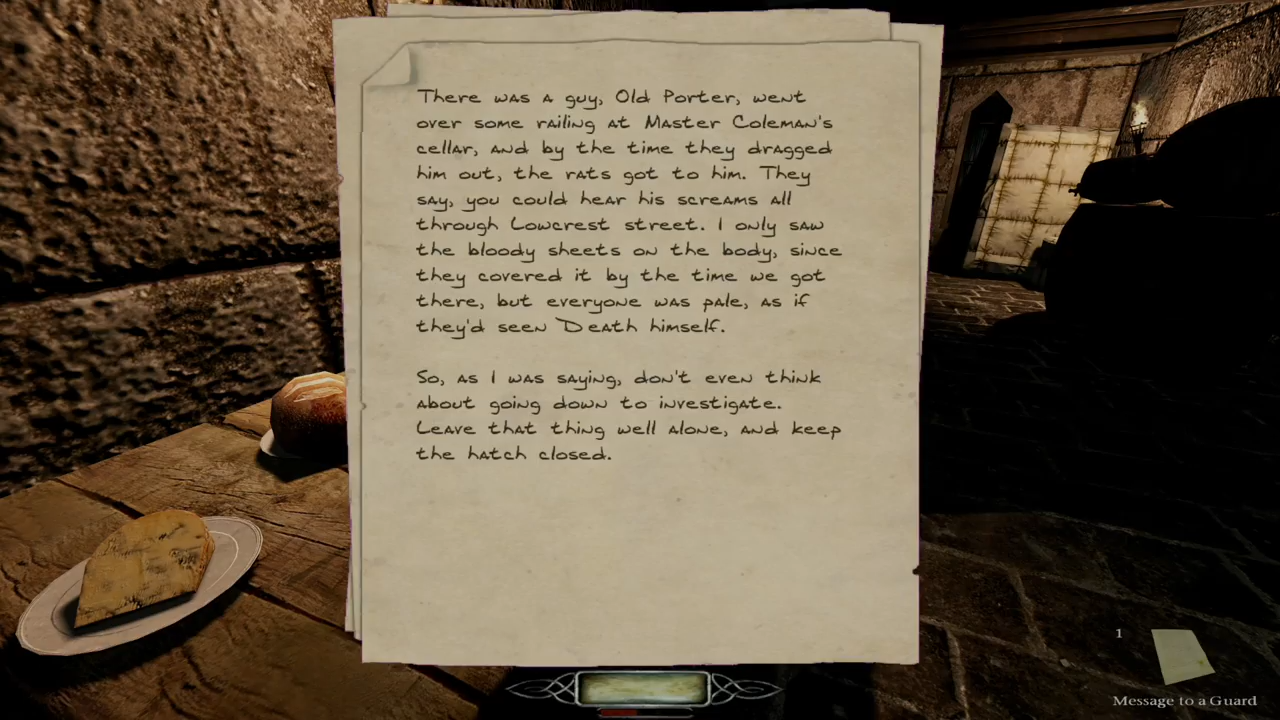 There was a guy, Old Porter, went
over some railing at Master Coleman's
cellar, and by the time they dragged
him out, the rats got to him. They
say, you could hear his screams all
through Lowcrest street. I only saw
the bloody sheets on the body, since
they covered it by the time we got
there, but everyone was pale, as if
they'd seen Death himself.
So, as I was saying, don't even think
about going down to investigate.
Leave that thing well alone, and keep
the hatch closed.
1
Message to a Guard